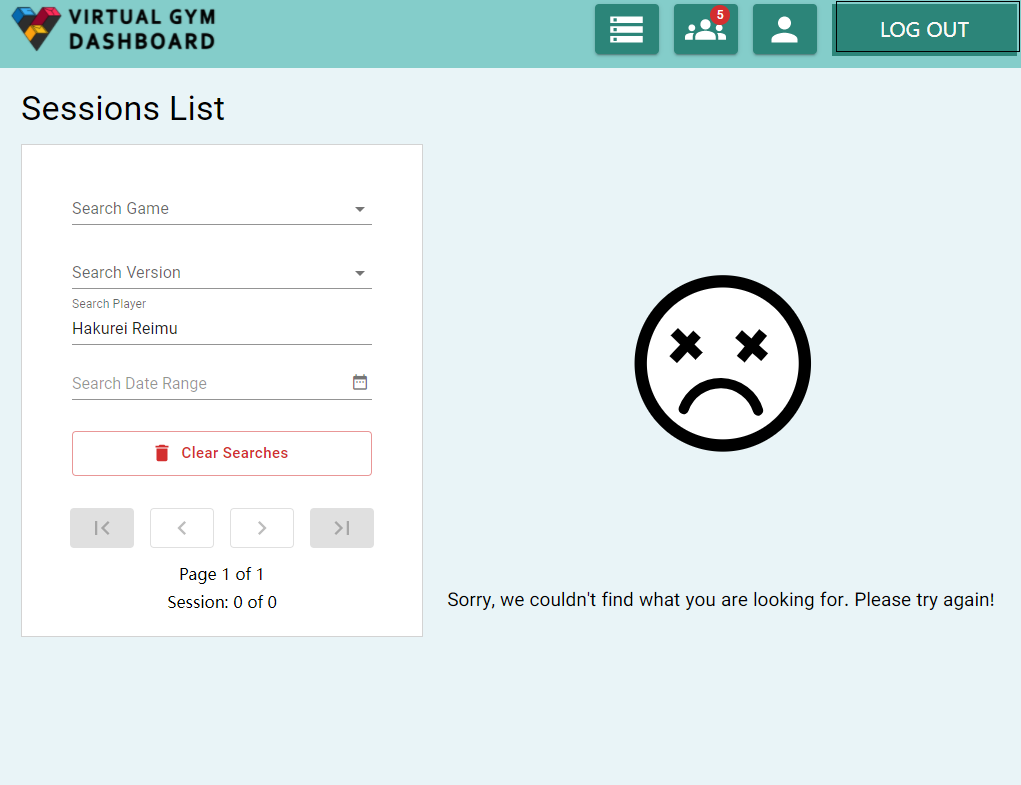 VIRTUAL GYM
DASHBOARD
5
LOG OUT
Sessions List
Search Game
Search Version
Search Player
Hakurei Reimu
Search Date Range
Clear Searches
Page 1 of 1
Session: 0 of 0
Sorry, we couldn't find what you are looking for. Please try again!